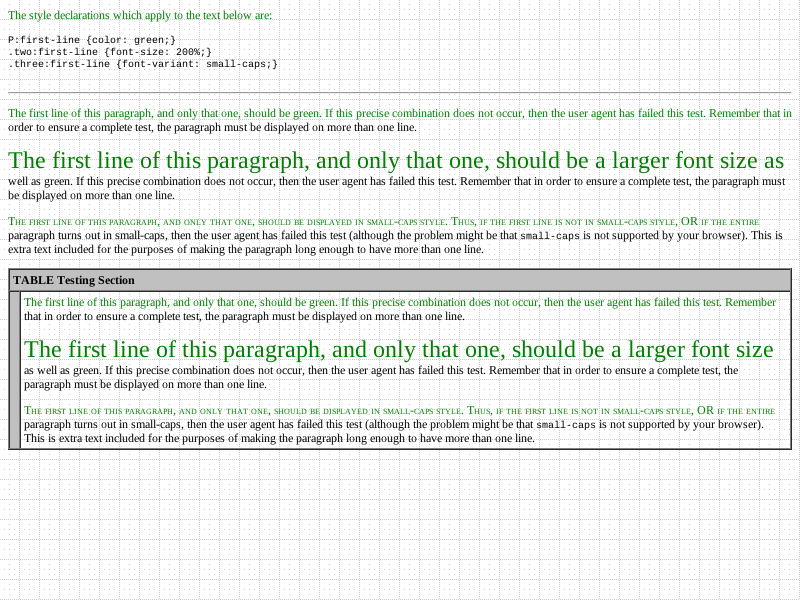 The style declarations which apply to the text below are:
P:first-line {color: green;}
.two:first-line {font-size: 200%;}
.three:first-line {font-variant: small-caps;}
The first line of this paragraph, and only that one, should be green. If this precise combination does not occur, then the user agent has failed this test. Remember that in
order to ensure a complete test, the paragraph must be displayed on more than one line.
The first line of this paragraph, and only that one, should be a larger font size as
well as green. If this precise combination does not occur, then the user agent has failed this test. Remember that in order to ensure a complete test, the paragraph must
be displayed on more than one line.
The first line of this paragraph, and only that one, should be displayed in small-caps style. Thus, if the first line is not in small-caps style, OR if the entire
paragraph turns out in small-caps, then the user agent has failed this test (although the problem might be that small-caps is not supported by your browser). This is
extra text included for the purposes of making the paragraph long enough to have more than one line.
TABLE Testing Section
The first line of this paragraph, and only that one, should be green. If this precise combination does not occur, then the user agent has failed this test. Remember
that in order to ensure a complete test, the paragraph must be displayed on more than one line.
The first line of this paragraph, and only that one, should be a larger font size
as well as green. If this precise combination does not occur, then the user agent has failed this test. Remember that in order to ensure a complete test, the
paragraph must be displayed on more than one line.
The first line of this paragraph, and only that one, should be displayed in small-caps style. Thus, if the first line is not in small-caps style, OR if the entire
paragraph turns out in small-caps, then the user agent has failed this test (although the problem might be that small-caps is not supported by your browser).
This is extra text included for the purposes of making the paragraph long enough to have more than one line.